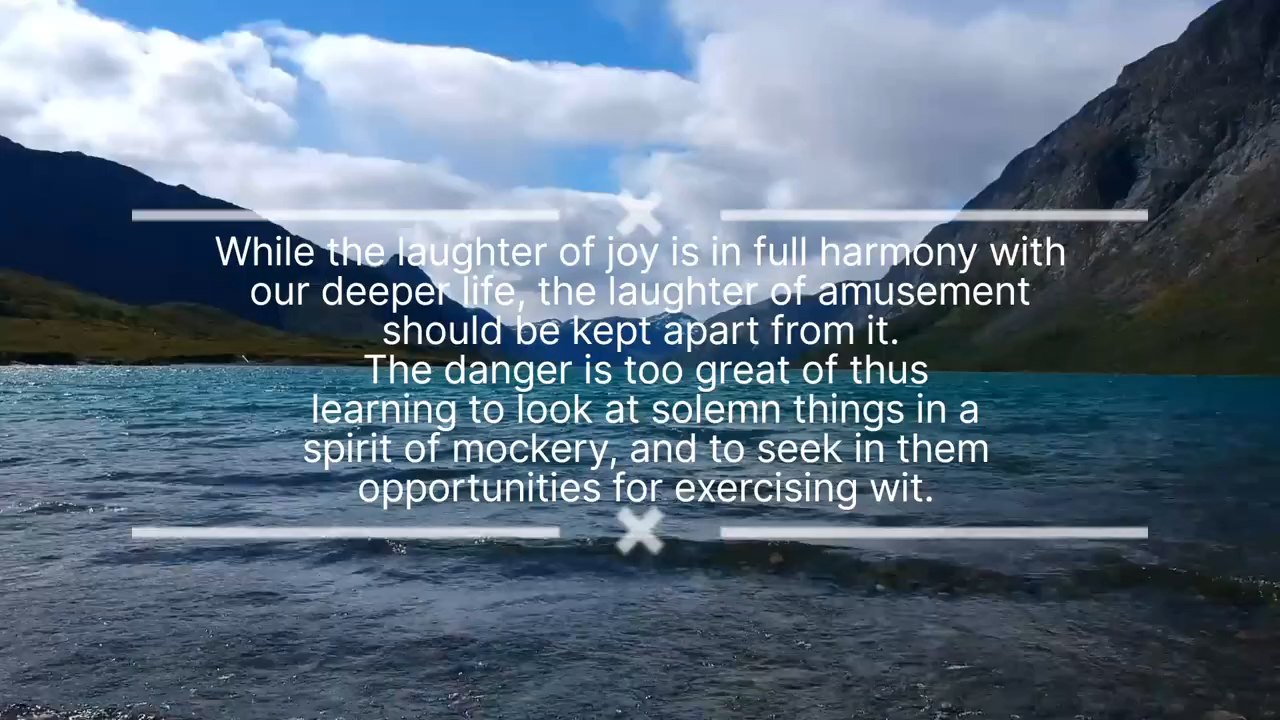 While the laughter of joy is in full harmony with
our deeper life, the laughter of amusement
should be kept apart from it.
The danger is too great of thus
learning to look at solemn things in a
spirit of mockery, and to seek in them
opportunities for exercising wit.